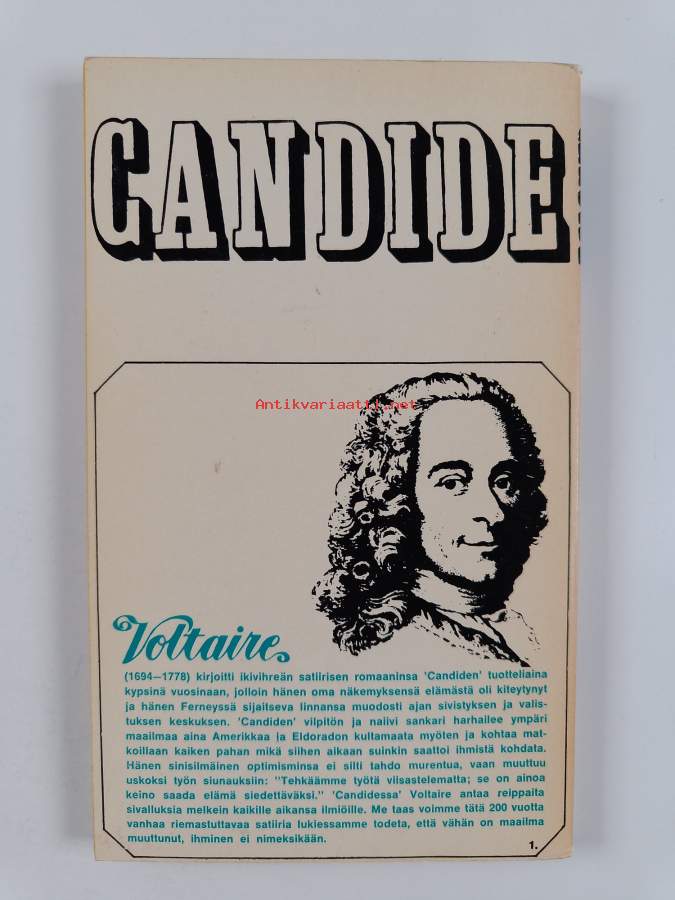 CANDIDE
Antikvariaatti.net
Voltaire
(1694—1778) kirjoitti ikivihreän satiirisen romaaninsa 'Candiden' tuotteliaina
kypsinä vuosinaan, jolloin hänen oma näkemyksensä elämästä oli kiteytynyt
ja hänen Ferneyssä sijaitseva linnansa muodosti ajan sivistyksen ja valis-
tuksen keskuksen. 'Candiden' vilpitön ja naiivi sankari harhailee ympäri
maailmaa aina Amerikkaa ja Eldoradon kultamaata myöten ja kohtaa mat-
koillaan kaiken pahan mikä siihen aikaan suinkin saattoi ihmistä kohdata.
Hänen sinisilmäinen optimisminsa ei silti tahdo murentua, vaan muuttuu
uskoksi työn siunauksiin: "Tehkäämme työtä viisastelematta; se on ainoa
keino saada elämä siedettäväksi." 'Candidessa' Voltaire antaa reippaita
sivalluksia melkein kaikille aikansa ilmiöille. Me taas voimme tätä 200 vuotta
vanhaa riemastuttavaa satiiria lukiessamme todeta, että vähän on maailma
muuttunut, ihminen ei nimeksikään.
1.